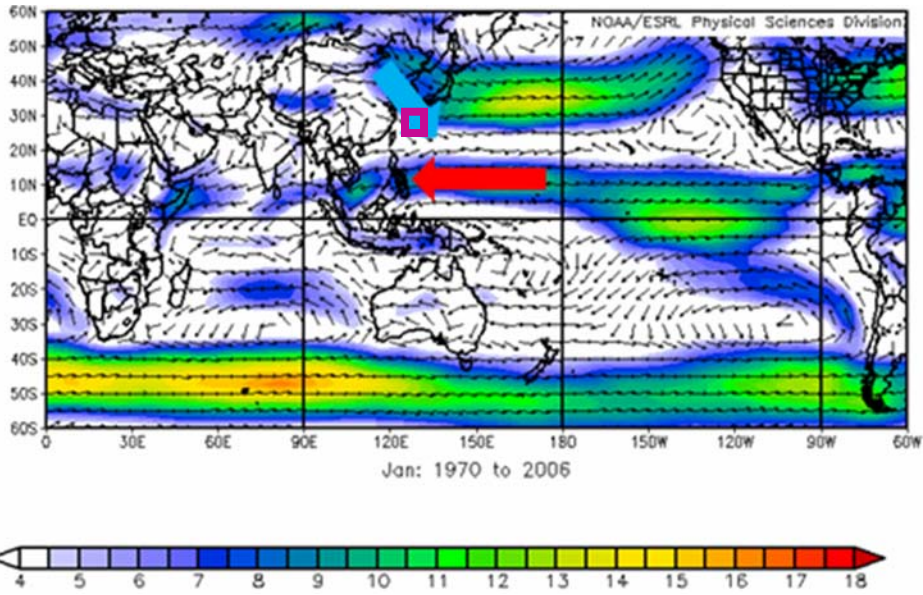 NOAA/ESRL Physical Sciences Division
60N
50N
40N
30N
20N
10N
EQ
10S
20S
30S
40S
50S
60S
0 30E 60E 90E 120E 150E 180 150W 120W 90W 60W
Jan: 1970 to 2006
4 5 6 7 8 9 10 11 12 13 14 15 16 17 18